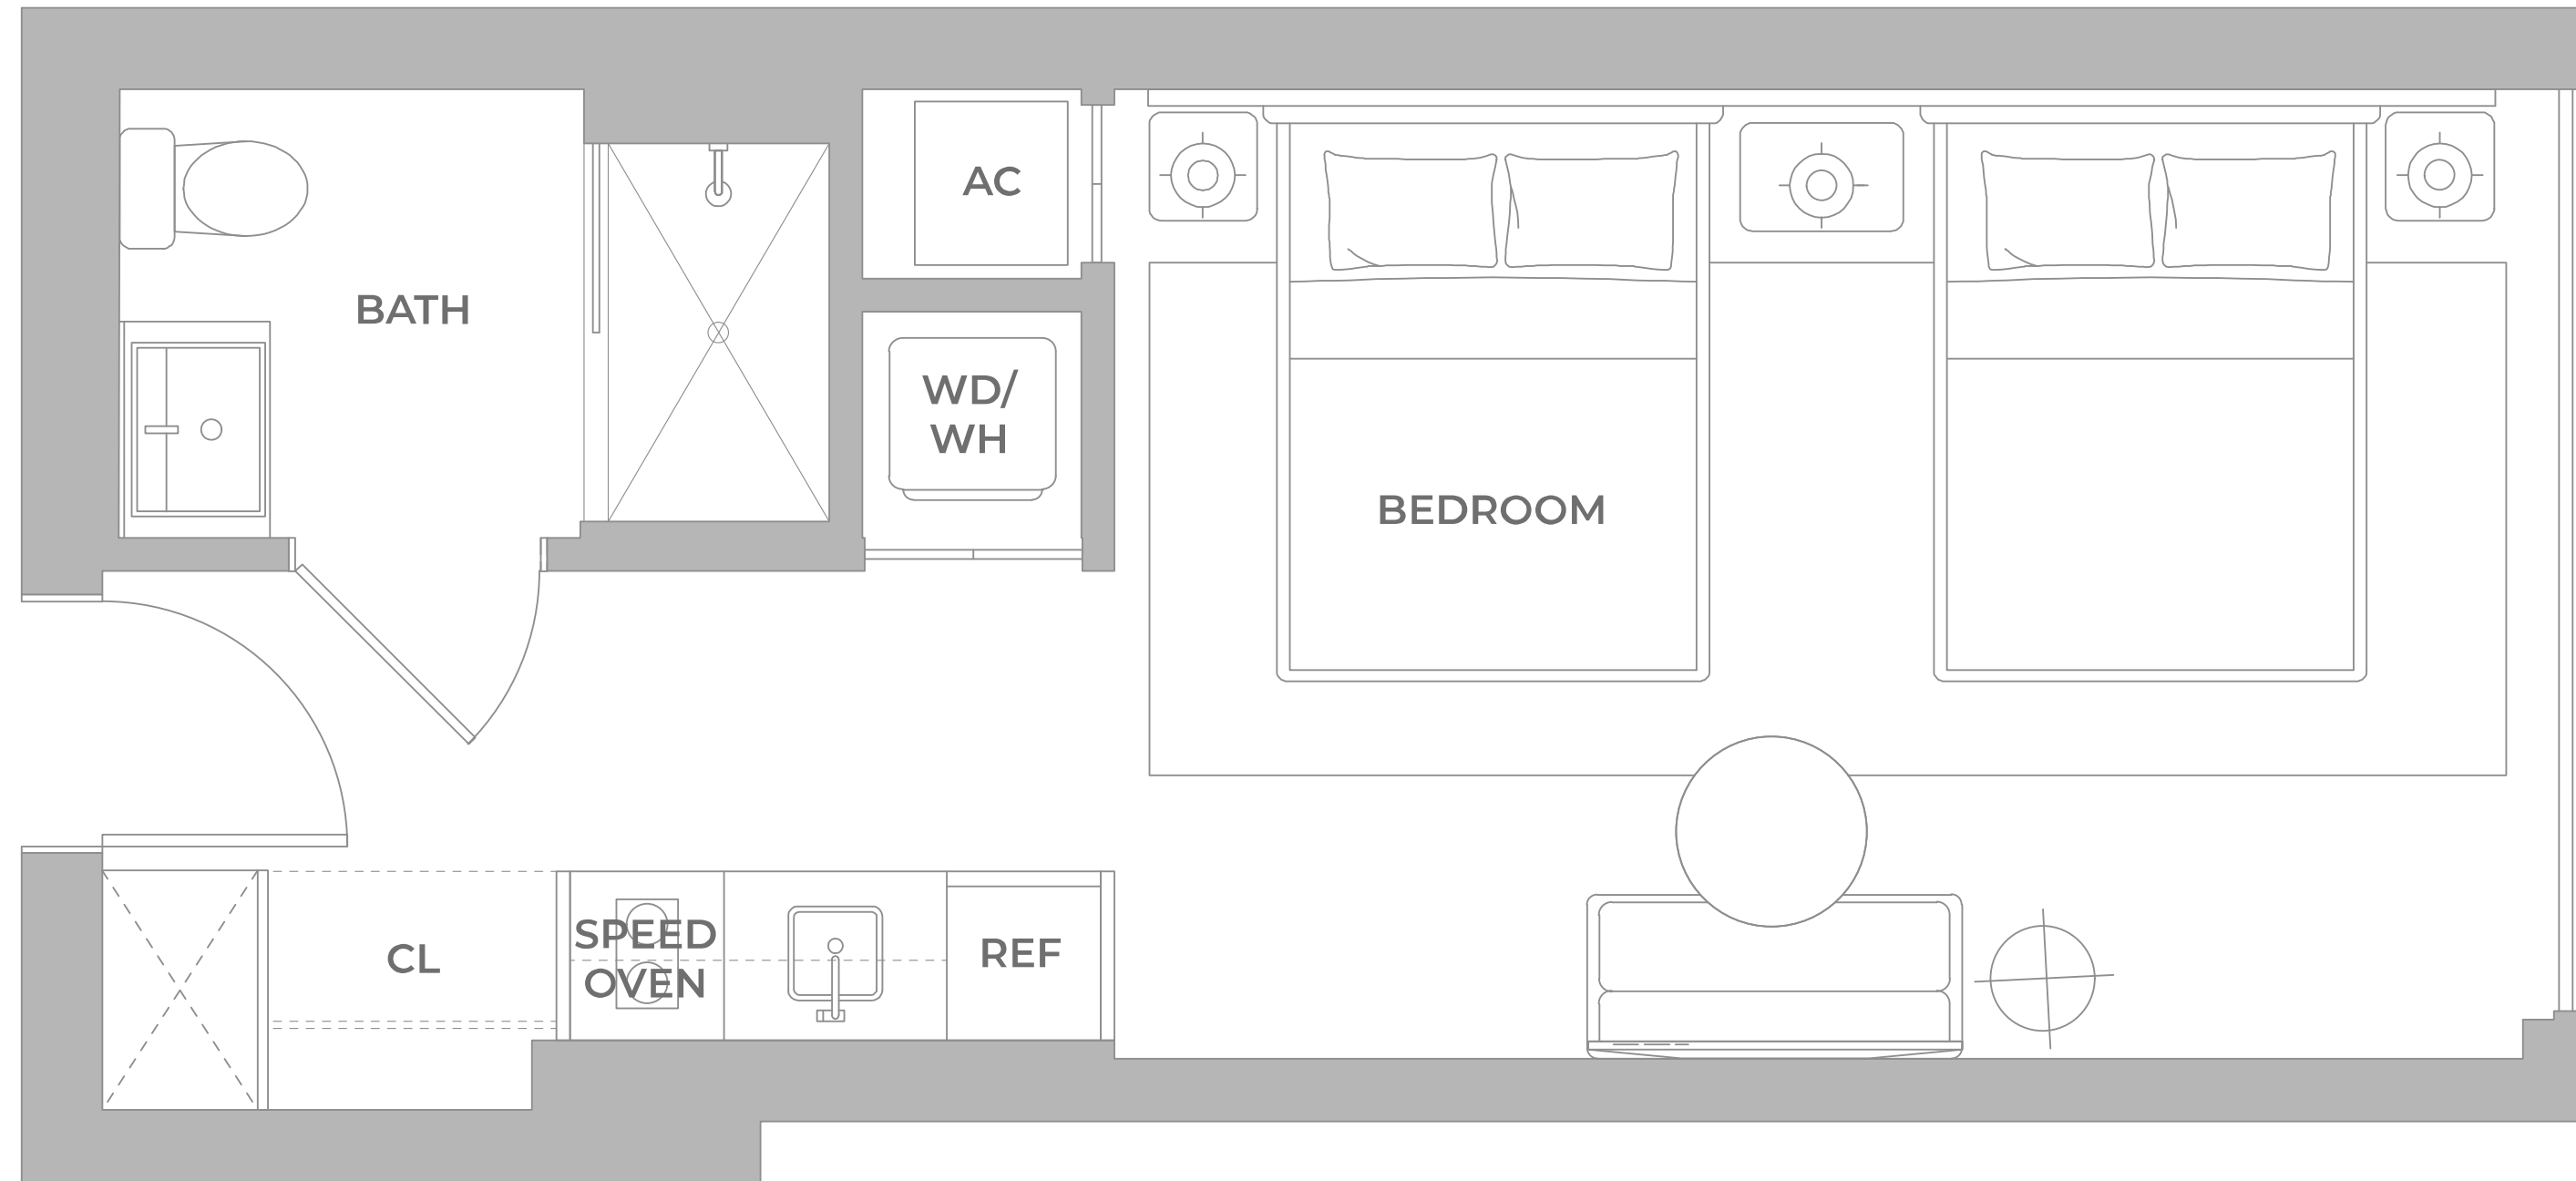 AC
BATH
WD/
WH
BEDROOM
SPEED
OVEN
CL
REF